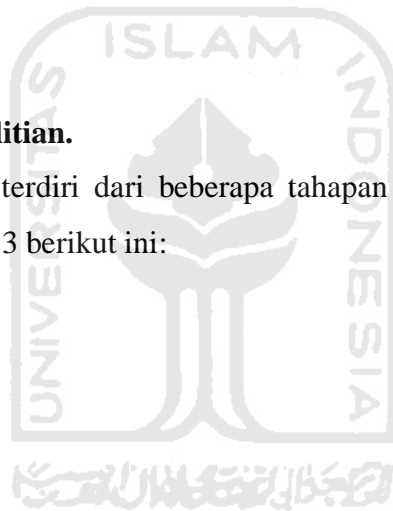 ISLAM
UNIVERSITAS
INDONESIA
litian.
terdiri dari beberapa tahapan
3 berikut ini: